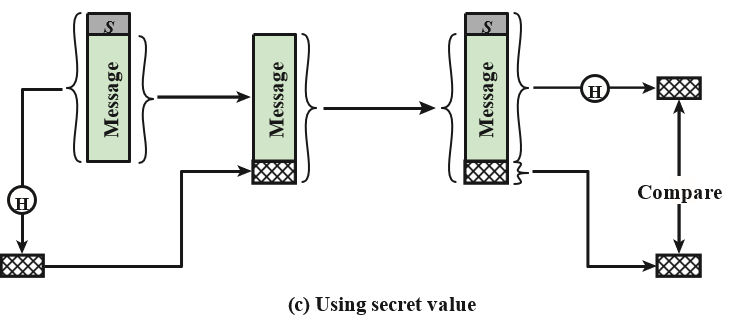 S
Message
H
Message
S
Message
H
Compare
(c) Using secret value